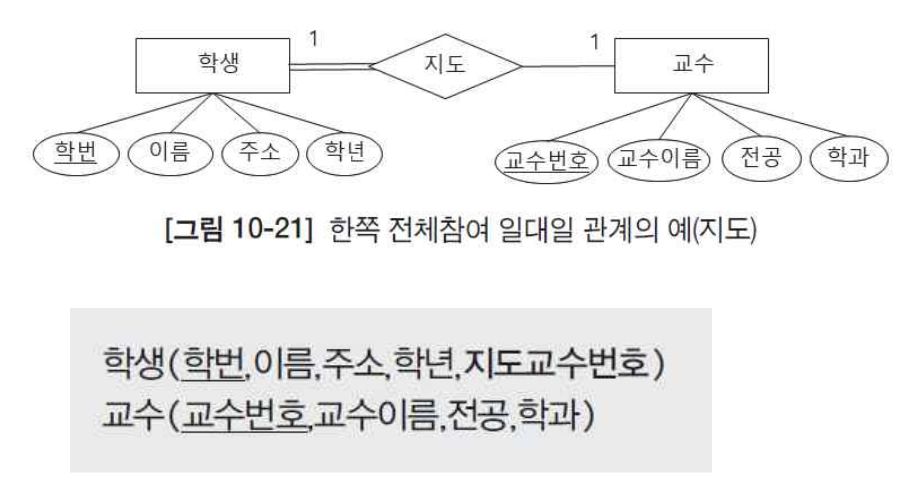 1 1
학생 지도 교수
학번 이름 주소 학년 교수번호 교수이름 전공 학과
[그림 10-21] 한쪽 전체참여 일대일 관계의 예(지도)
학생(학번,이름,주소,학년,지도교수번호)
교수(교수번호,교수이름,전공,학과)